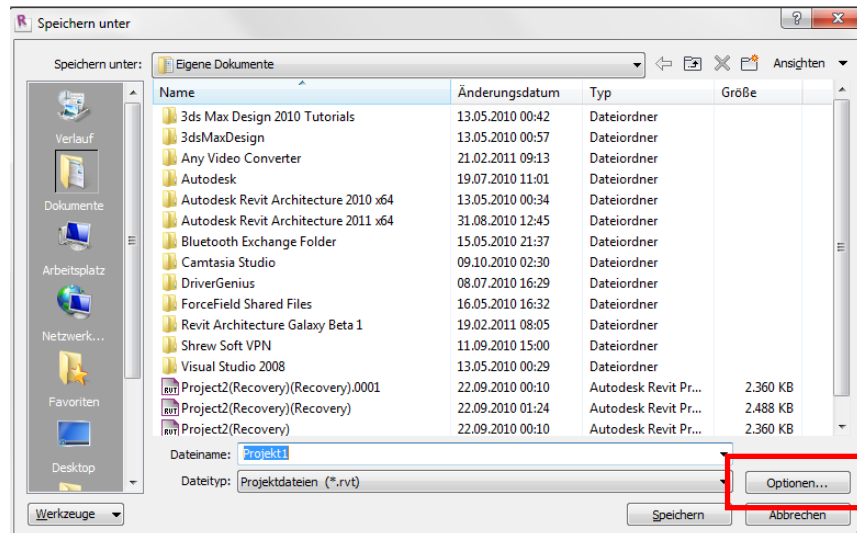 Speichern unter
Speichern unter: Eigene Dokumente Ansichten
Name Änderungsdatum Typ Größe
3ds Max Design 2010 Tutorials 13.05.2010 00:42 Dateiordner
3dsMaxDesign 13.05.2010 00:57 Dateiordner
Any Video Converter 21.02.2011 09:13 Dateiordner
Autodesk 19.07.2010 11:01 Dateiordner
Autodesk Revit Architecture 2010 x64 13.05.2010 00:34 Dateiordner
Autodesk Revit Architecture 2011 x64 31.08.2010 12:45 Dateiordner
Bluetooth Exchange Folder 15.05.2010 21:37 Dateiordner
Camtasia Studio 09.10.2010 02:30 Dateiordner
DriverGenius 08.07.2010 16:29 Dateiordner
ForceField Shared Files 16.05.2010 16:32 Dateiordner
Revit Architecture Galaxy Beta 1 19.02.2011 08:05 Dateiordner
Shrew Soft VPN 11.09.2010 15:00 Dateiordner
Visual Studio 2008 13.05.2010 00:29 Dateiordner
Project2(Recovery)(Recovery).0001 22.09.2010 00:10 Autodesk Revit Pr... 2.360 KB
Project2(Recovery)(Recovery) 22.09.2010 01:24 Autodesk Revit Pr... 2.488 KB
Project2(Recovery) 22.09.2010 00:10 Autodesk Revit Pr... 2.360 KB
Verlauf
Dokumente
Arbeitsplatz
Netzwerk...
Favoriten
Desktop
Dateiname: Projekt1
Dateityp: Projektdateien (*.rvt) Optionen...
Werkzeuge Speichern Abbrechen